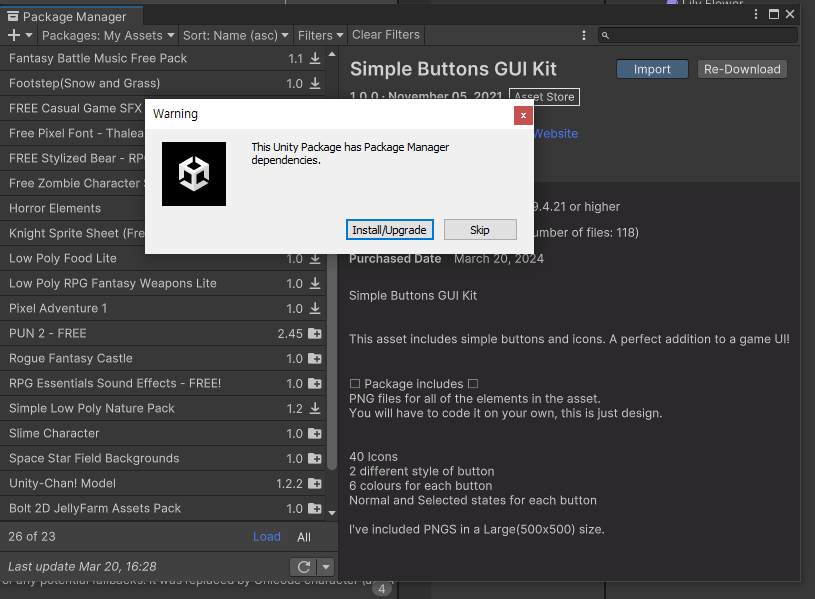 Lily Flower
Package Manager
Packages: My Assets Sort: Name (asc) Filters Clear Filters
Fantasy Battle Music Free Pack 1.1
Footstep(Snow and Grass) 1.0
FREE Casual Game SFX
Free Pixel Font - Thalea
FREE Stylized Bear - RP
Free Zombie Character
Horror Elements
Knight Sprite Sheet (Fre
Low Poly Food Lite 1.0
Low Poly RPG Fantasy Weapons Lite 1.0
Pixel Adventure 1 1.0
PUN 2 - FREE 2.45
Rogue Fantasy Castle 1.0
RPG Essentials Sound Effects - FREE! 1.0
Simple Low Poly Nature Pack 1.2
Slime Character 1.0
Space Star Field Backgrounds 1.0
Unity-Chan! Model 1.2.2
Bolt 2D JellyFarm Assets Pack 1.0
26 of 23 Load All
Last update Mar 20, 16:28
Simple Buttons GUI Kit
Import Re-Download
1.0.0 · November 05, 2021 Asset Store
Website
Warning
x
This Unity Package has Package Manager
dependencies.
Install/Upgrade Skip
9.4.21 or higher
umber of files: 118)
Purchased Date March 20, 2024
Simple Buttons GUI Kit
This asset includes simple buttons and icons. A perfect addition to a game UI!
☐ Package includes ☐
PNG files for all of the elements in the asset.
You will have to code it on your own, this is just design.
40 Icons
2 different style of button
6 colours for each button
Normal and Selected states for each button
I've included PNGS in a Large(500x500) size.
or any potential fallbacks. It was replaced by Unicode character
4